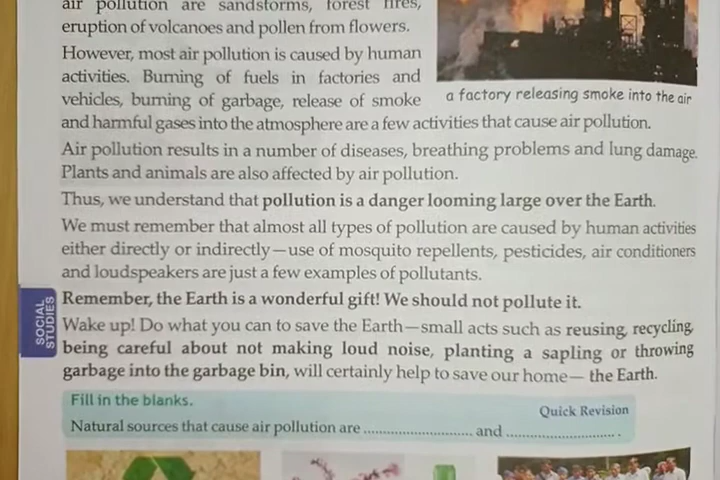 air pollution are sandstorms, forest fires,
eruption of volcanoes and pollen from flowers.
However, most air pollution is caused by human
activities. Burning of fuels in factories and
vehicles, burning of garbage, release of smoke
a factory releasing smoke into the air
and harmful gases into the atmosphere are a few activities that cause air pollution.
Air pollution results in a number of diseases, breathing problems and lung damage.
Plants and animals are also affected by air pollution.
Thus, we understand that pollution is a danger looming large over the Earth.
We must remember that almost all types of pollution are caused by human activities
either directly or indirectly—use of mosquito repellents, pesticides, air conditioners
and loudspeakers are just a few examples of pollutants.
SOCIAL
STUDIES
Remember, the Earth is a wonderful gift! We should not pollute it.
Wake up! Do what you can to save the Earth—small acts such as reusing, recycling,
being careful about not making loud noise, planting a sapling or throwing
garbage into the garbage bin, will certainly help to save our home— the Earth.
Fill in the blanks.
Quick Revision
Natural sources that cause air pollution are ........................... and ........................... .